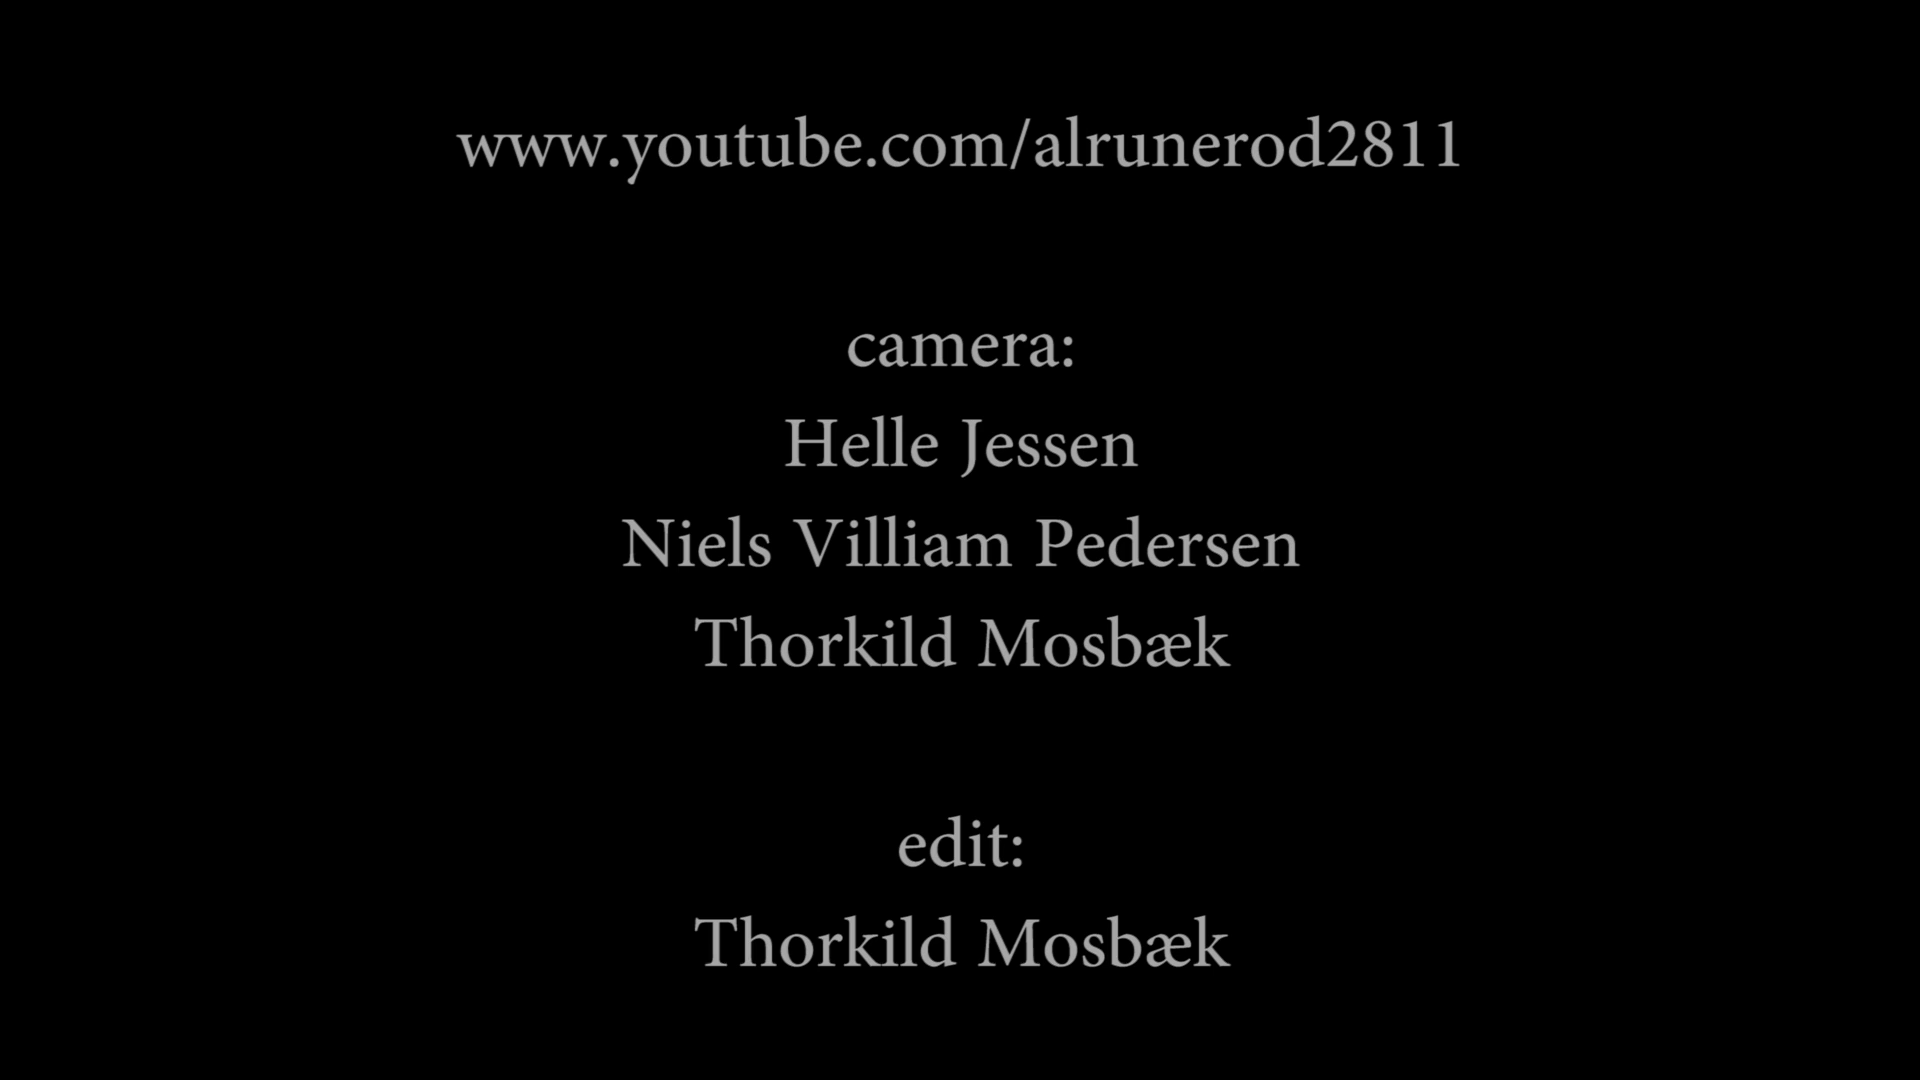 www.youtube.com/alrunerod2811
camera:
Helle Jessen
Niels Villiam Pedersen
Thorkild Mosbæk
edit:
Thorkild Mosbæk